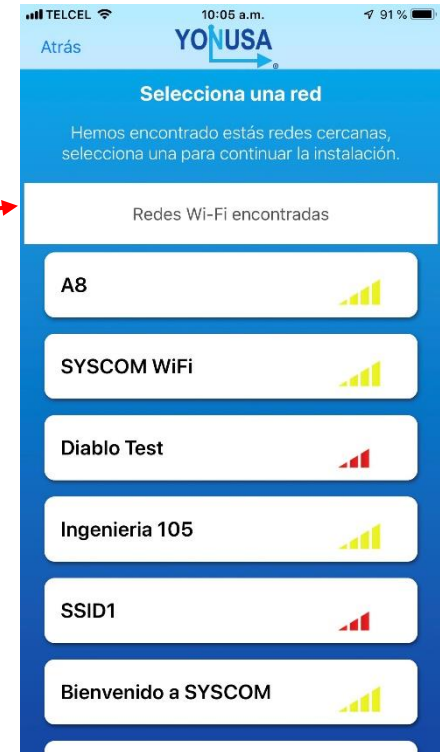 TELCEL 10:05 a.m. 91 %
Atrás YONUSA
®
Selecciona una red
Hemos encontrado estás redes cercanas,
selecciona una para continuar la instalación.
Redes Wi-Fi encontradas
A8
SYSCOM WiFi
Diablo Test
Ingenieria 105
SSID1
Bienvenido a SYSCOM